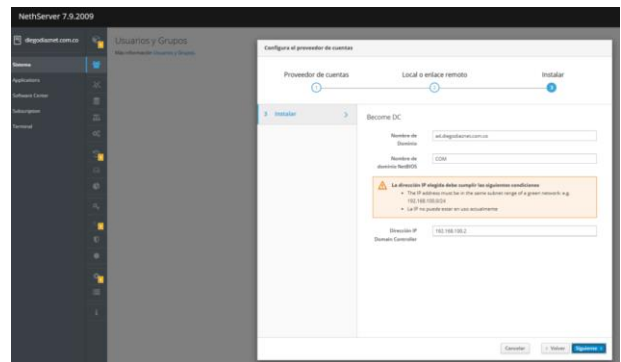 NethServer 7.9.2009
diegodiaznet.com.co
Sistema
Applications
Software Center
Subscription
Terminal
Usuarios y Grupos
Más información Usuarios y Grupos
Configura el proveedor de cuentas
Proveedor de cuentas
Local o enlace remoto
Instalar
1
2
3
3 Instalar
Become DC
Nombre de Dominio
ad.diegodiaznet.com.co
Nombre de dominio NetBIOS
COM
La dirección IP elegida debe cumplir las siguientes condiciones
The IP address must be in the same subnet range of a green network: e.g.
192.168.100.0/24
La IP no puede estar en uso actualmente
Dirección IP Domain Controller
192.168.100.2
Cancelar
Volver
Siguiente